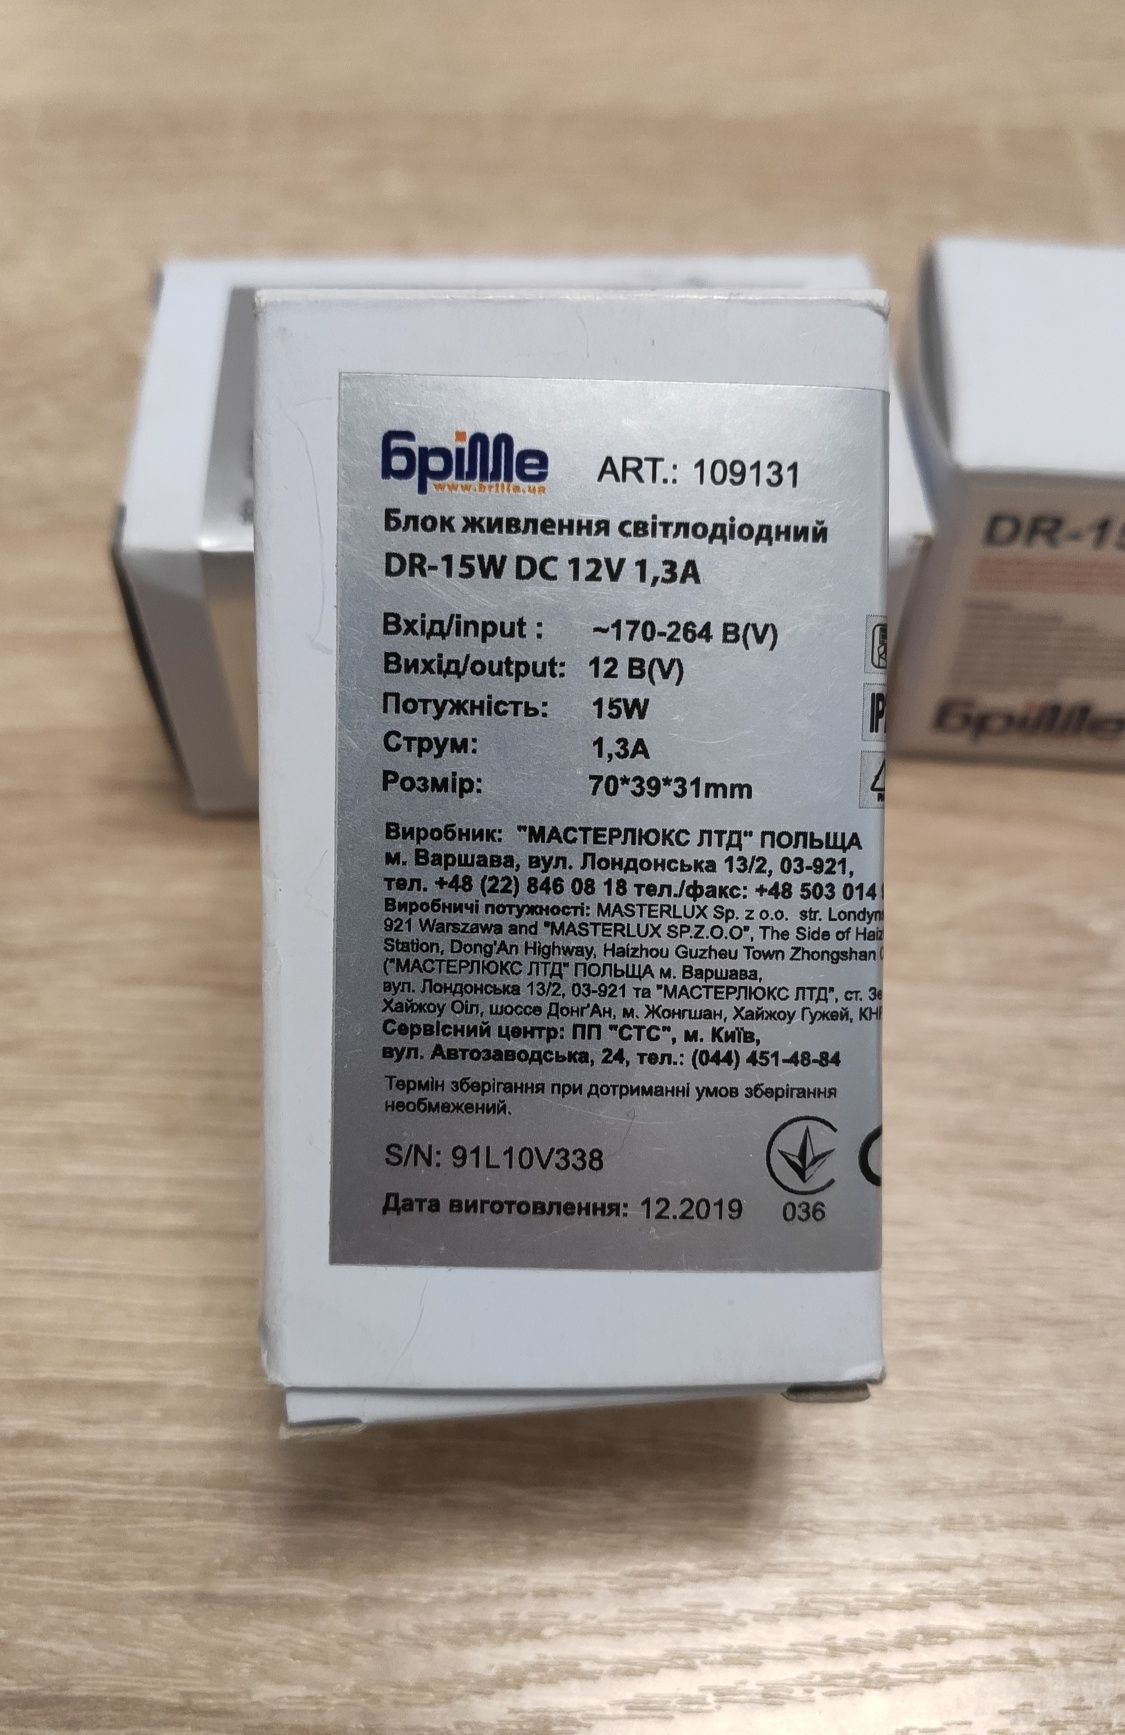 Брілле
www.brille.ua
ART.: 109131
Блок живлення світлодіодний
DR-15W DC 12V 1,3A
Вхід/input : ~170-264 В(V)
Вихід/output: 12 В(V)
Потужність: 15W
Струм: 1,3A
Розмір: 70*39*31mm
Виробник: "МАСТЕРЛЮКС ЛТД" ПОЛЬЩА
м. Варшава, вул. Лондонська 13/2, 03-921,
тел. +48 (22) 846 08 18 тел./факс: +48 503 014
Виробничі потужності: MASTERLUX Sp. z o.o. str.
921 Warszawa and "MASTERLUX SP.Z.O.O", The Side of
Station, Dong'An Highway, Haizhou Guzheu Town Zhongshan
("МАСТЕРЛЮКС ЛТД" ПОЛЬЩА м. Варшава,
вул. Лондонська 13/2, 03-921 та "МАСТЕРЛЮКС ЛТД", ст.
Хайжоу Оіл, шоссе Донг'Ан, м. Жонгшан, Хайжоу Гужей,
Сервісний центр: ПП "СТС", м. Київ,
вул. Автозаводська, 24, тел.: (044) 451-48-84
Термін зберігання при дотриманні умов зберігання
необмежений.
S/N: 91L10V338
Дата виготовлення: 12.2019
036
DR-15
Брілле